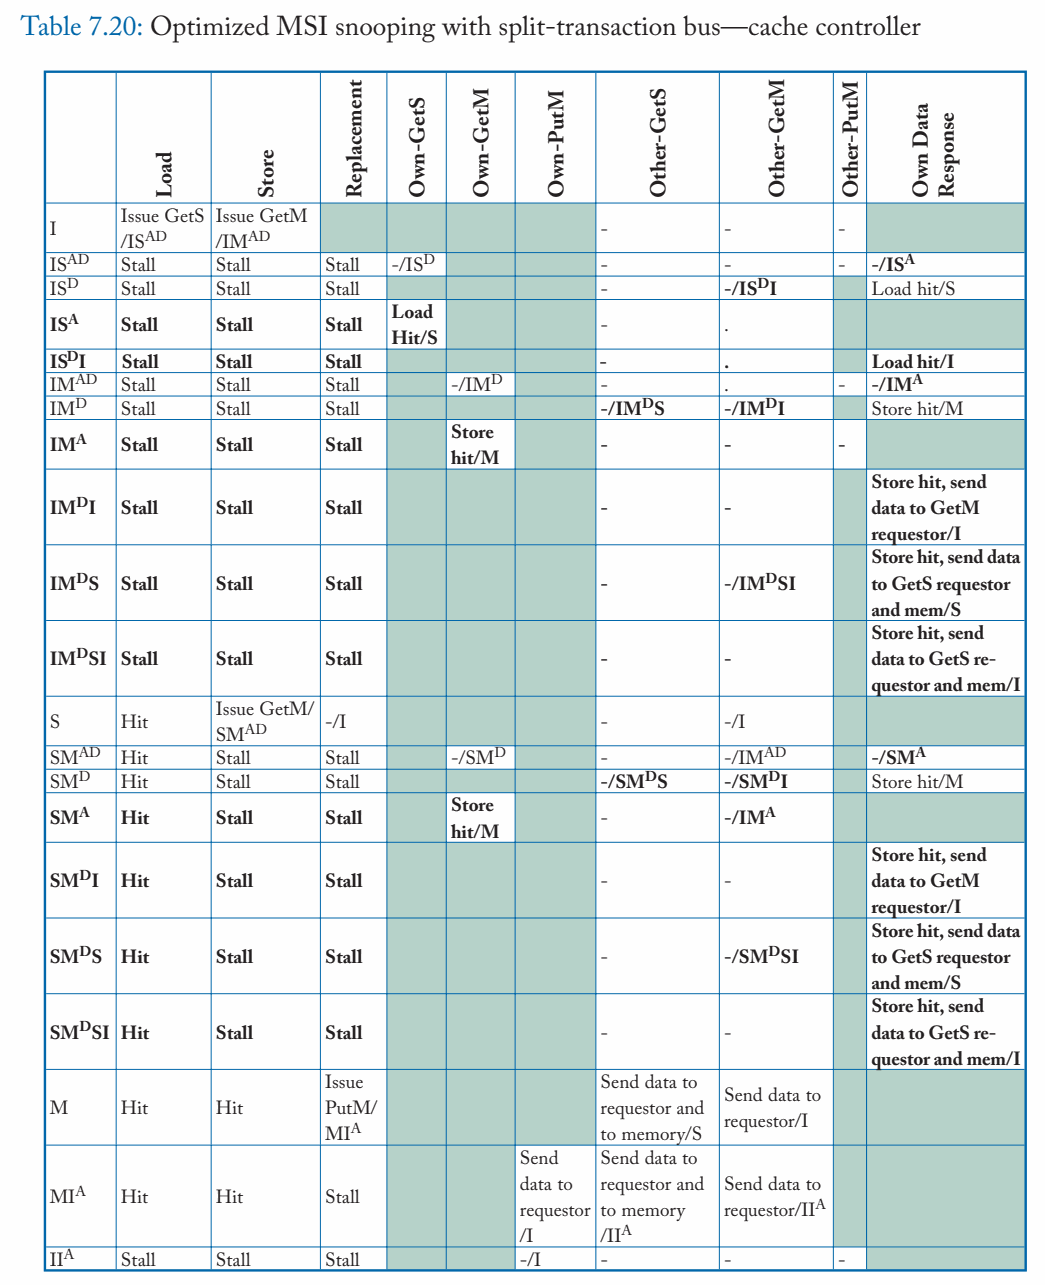 Table 7.20: Optimized MSI snooping with split-transaction bus—cache controller
Load Store Replacement Own-GetS Own-GetM Own-PutM Other-GetS Other-GetM Other-PutM Own Data Response
I Issue GetS /ISAD Issue GetM /IMAD - - -
ISAD Stall Stall Stall -/ISD - - - -/ISA
ISD Stall Stall Stall - -/ISDI Load hit/S
ISA Stall Stall Stall Load Hit/S - .
ISDI Stall Stall Stall - . Load hit/I
IMAD Stall Stall Stall -/IMD - . - -/IMA
IMD Stall Stall Stall -/IMDS -/IMDI Store hit/M
IMA Stall Stall Stall Store hit/M - - -
IMDI Stall Stall Stall - - Store hit, send data to GetM requestor/I
IMDS Stall Stall Stall - -/IMDSI Store hit, send data to GetS requestor and mem/S
IMDSI Stall Stall Stall - - Store hit, send data to GetS re-questor and mem/I
S Hit Issue GetM/ SMAD -/I - -/I
SMAD Hit Stall Stall -/SMD - -/IMAD -/SMA
SMD Hit Stall Stall -/SMDS -/SMDI Store hit/M
SMA Hit Stall Stall Store hit/M - -/IMA
SMDI Hit Stall Stall - - Store hit, send data to GetM requestor/I
SMDS Hit Stall Stall - -/SMDSI Store hit, send data to GetS requestor and mem/S
SMDSI Hit Stall Stall - - Store hit, send data to GetS re-questor and mem/I
M Hit Hit Issue PutM/ MIA Send data to requestor and to memory/S Send data to requestor/I
MIA Hit Hit Stall Send data to requestor /I Send data to requestor and to memory /IIA Send data to requestor/IIA
IIA Stall Stall Stall -/I - - -